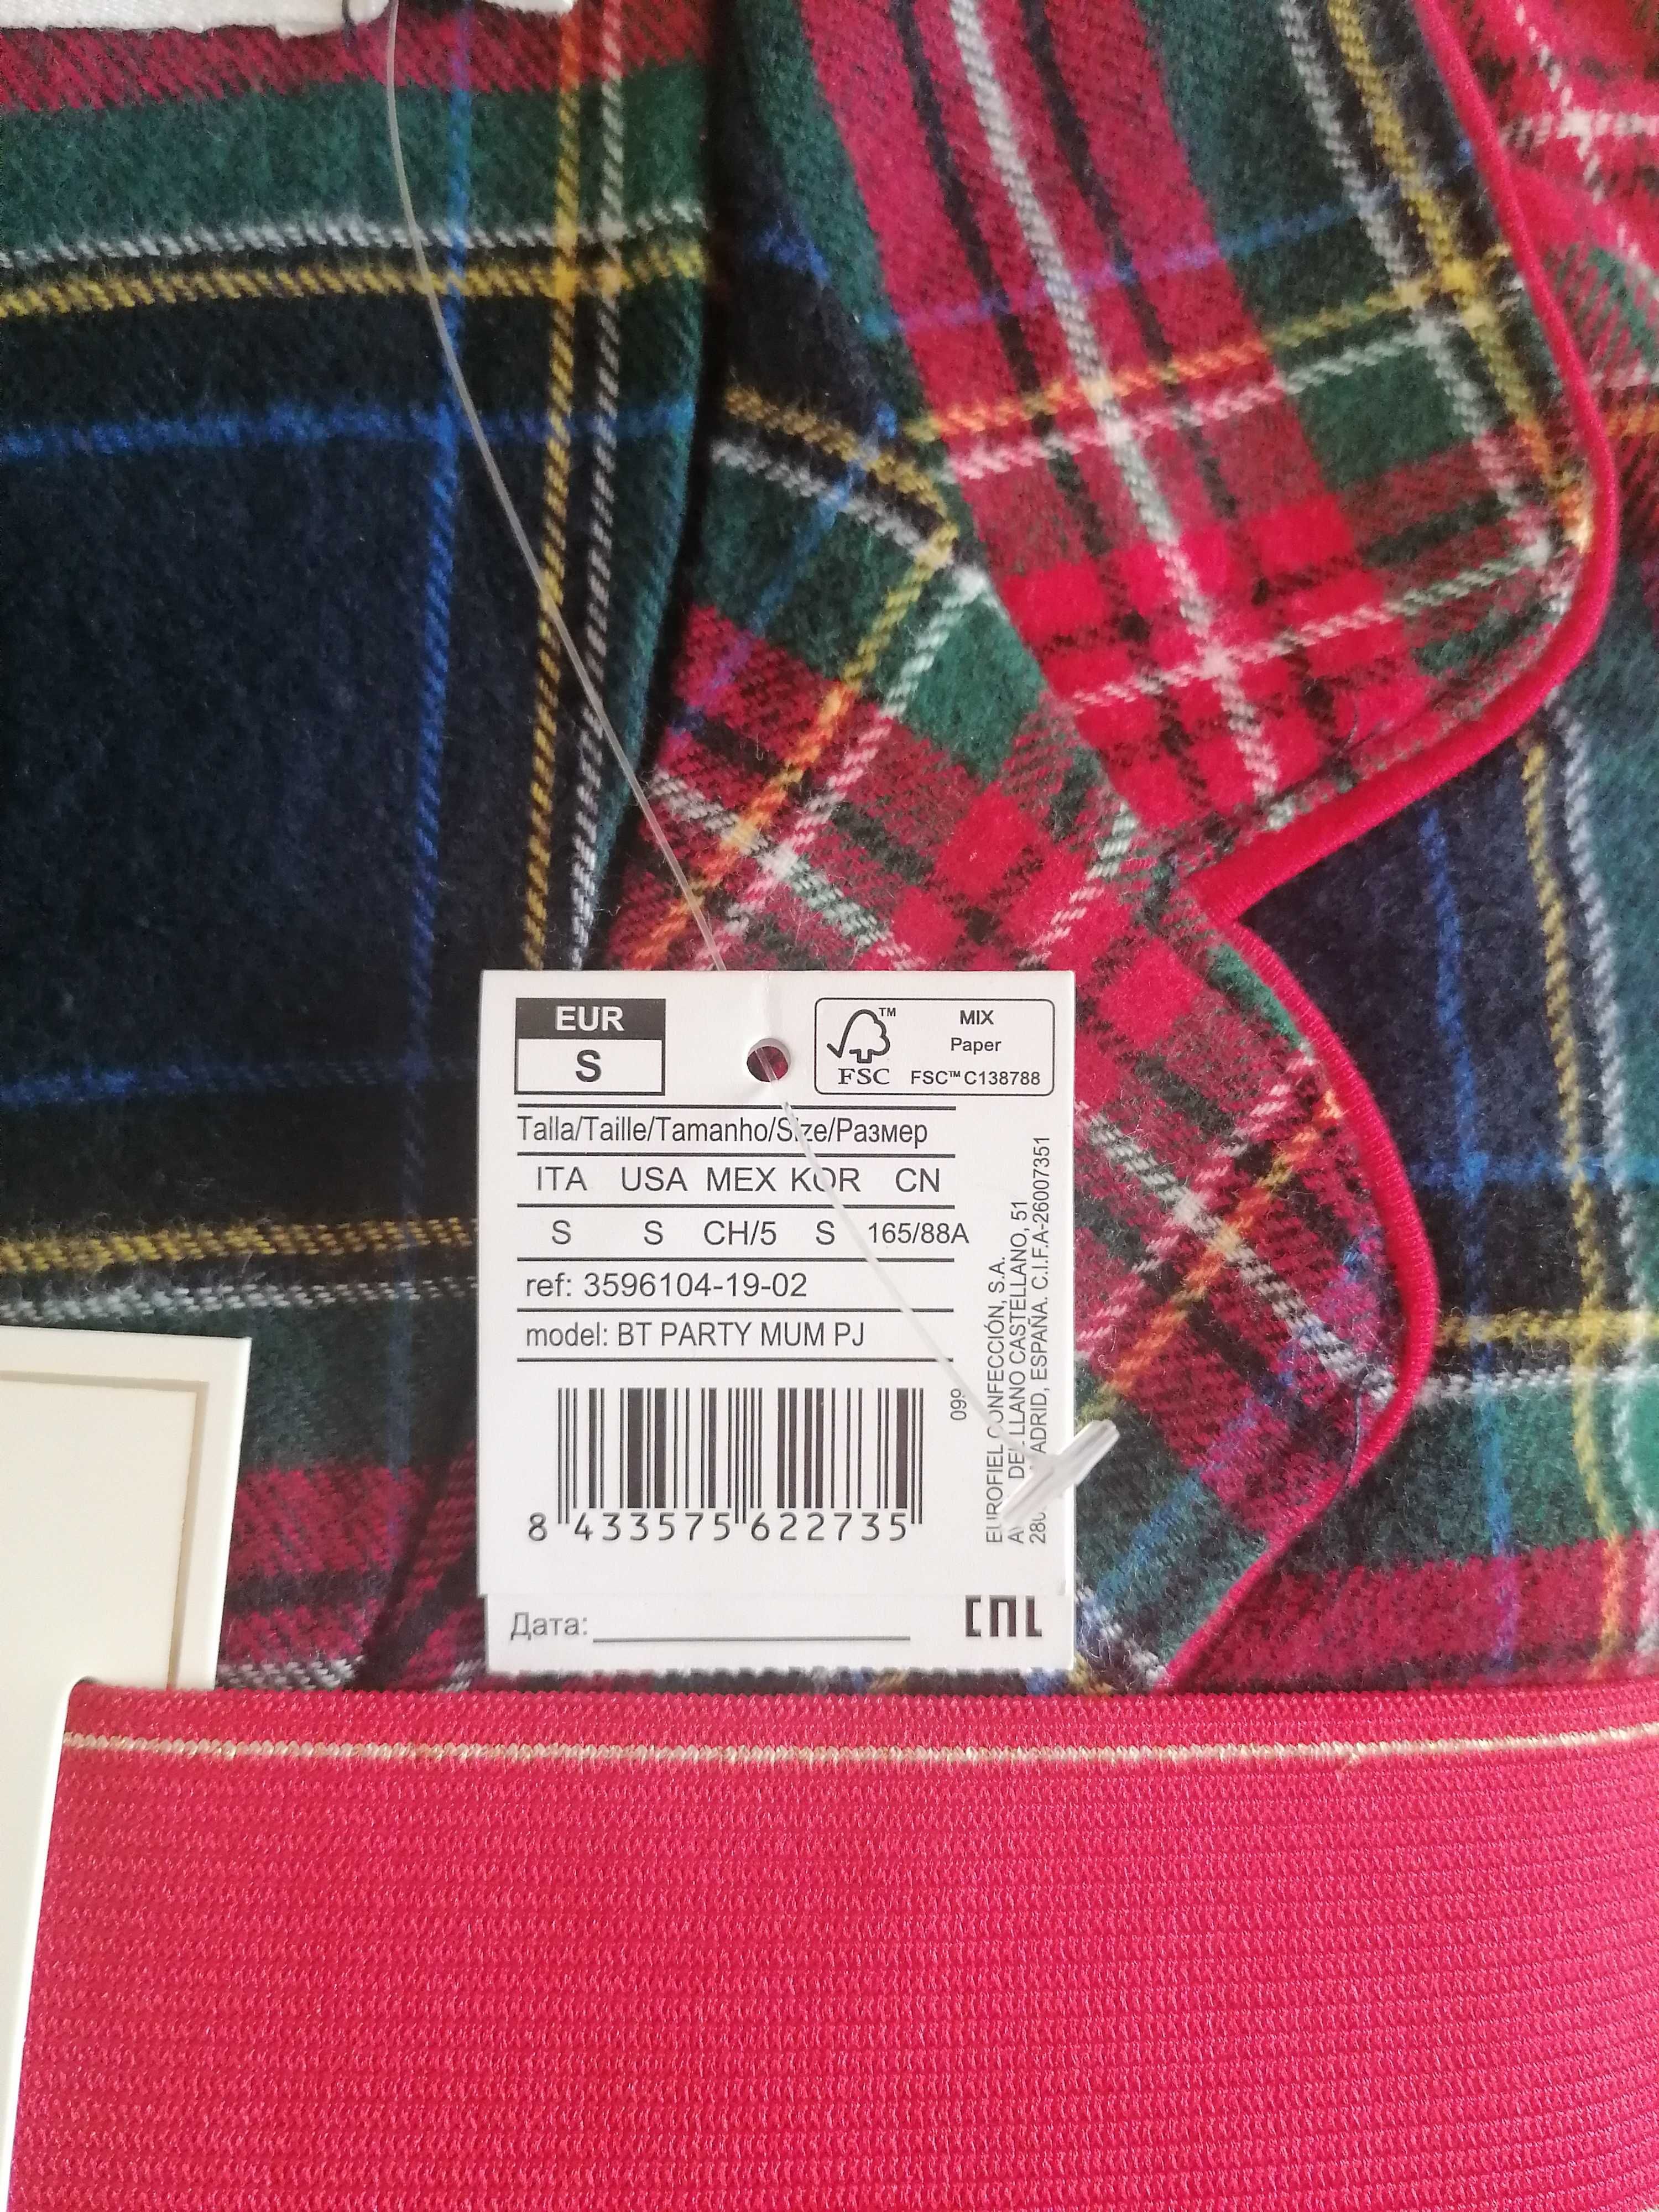 EUR
S
FSC™
MIX
Paper
FSC™ C138788
Talla/Taille/Tamanho/Size/Размер
ITA USA MEX KOR CN
S S CH/5 S 165/88A
ref: 3596104-19-02
model: BT PARTY MUM PJ
8 433575 622735
099
EUROFIEL CONFECCIÓN, S.A.
DEL LLANO CASTELLANO, 51
ESPAÑA. C.I.F.A-26007351
Дата: